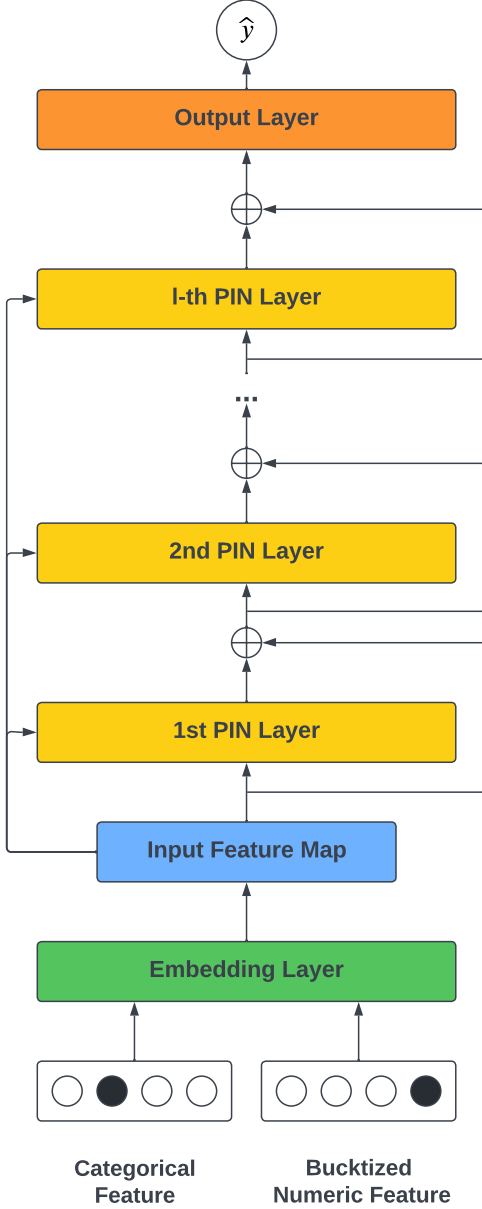 ŷ
Output Layer
l-th PIN Layer
...
2nd PIN Layer
1st PIN Layer
Input Feature Map
Embedding Layer
Categorical
Feature
Bucktized
Numeric Feature